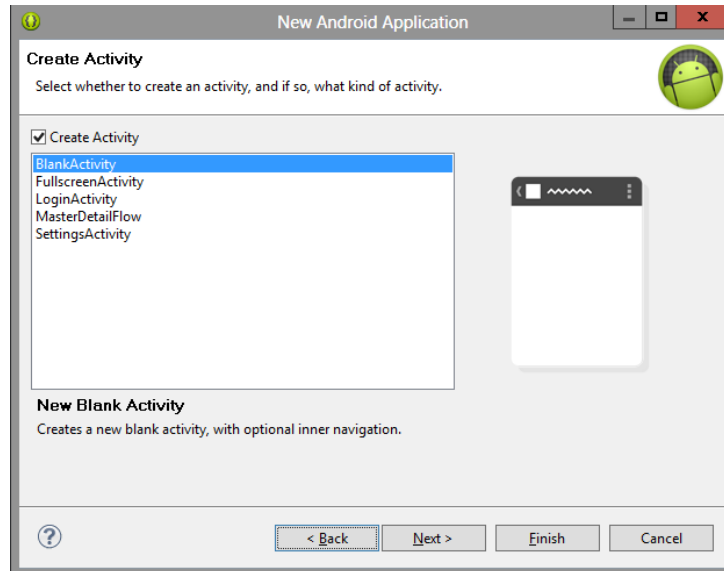 New Android Application
Create Activity
Select whether to create an activity, and if so, what kind of activity.
Create Activity
BlankActivity
FullscreenActivity
LoginActivity
MasterDetailFlow
SettingsActivity
New Blank Activity
Creates a new blank activity, with optional inner navigation.
< Back Next > Finish Cancel